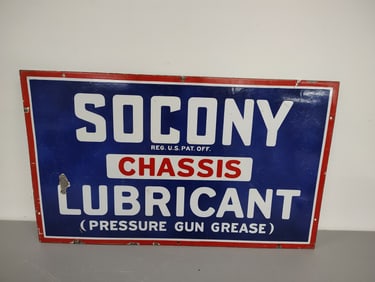 SOCONY
REG. U.S. PAT. OFF.
CHASSIS
LUBRICANT
(PRESSURE GUN GREASE)